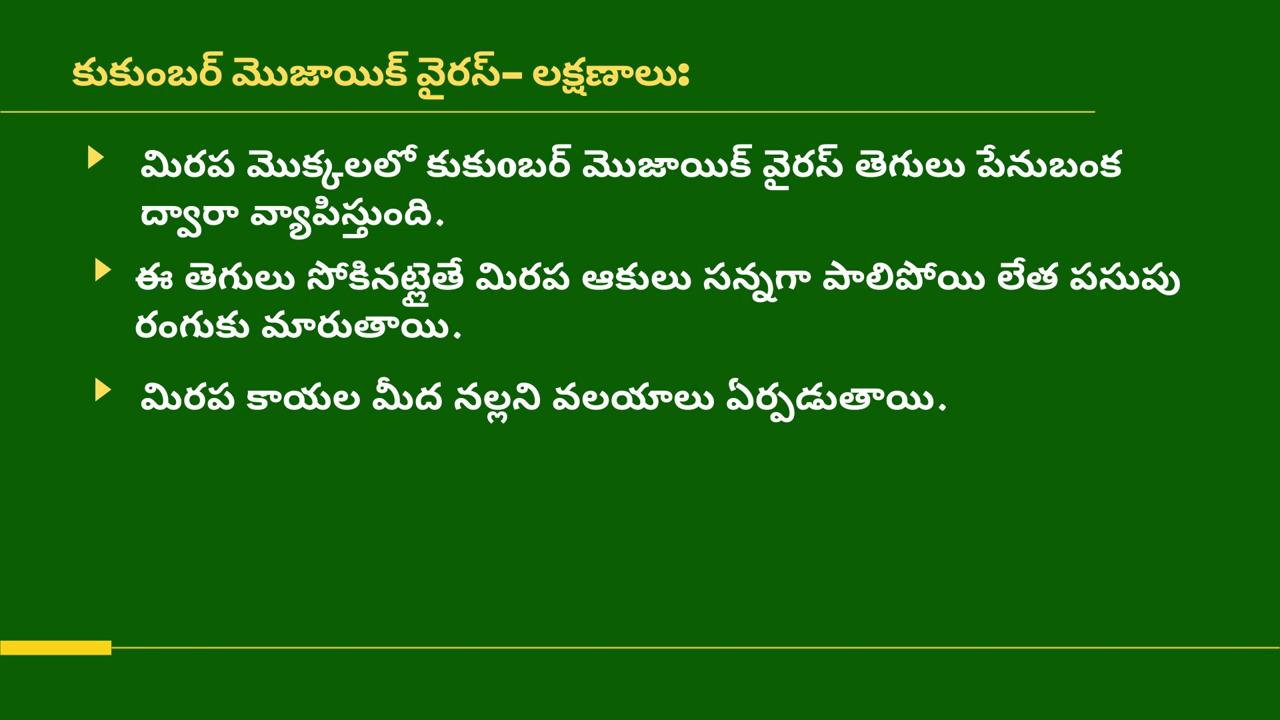 కుకుంబర్ మొజాయిక్ వైరస్– లక్షణాలు:
మిరప మొక్కలలో కుకుంబర్ మొజాయిక్ వైరస్ తెగులు పేనుబంక
ద్వారా వ్యాపిస్తుంది.
ఈ తెగులు సోకినట్లైతే మిరప ఆకులు సన్నగా పాలిపోయి లేత పసుపు
రంగుకు మారుతాయి.
మిరప కాయల మీద నల్లని వలయాలు ఏర్పడుతాయి.